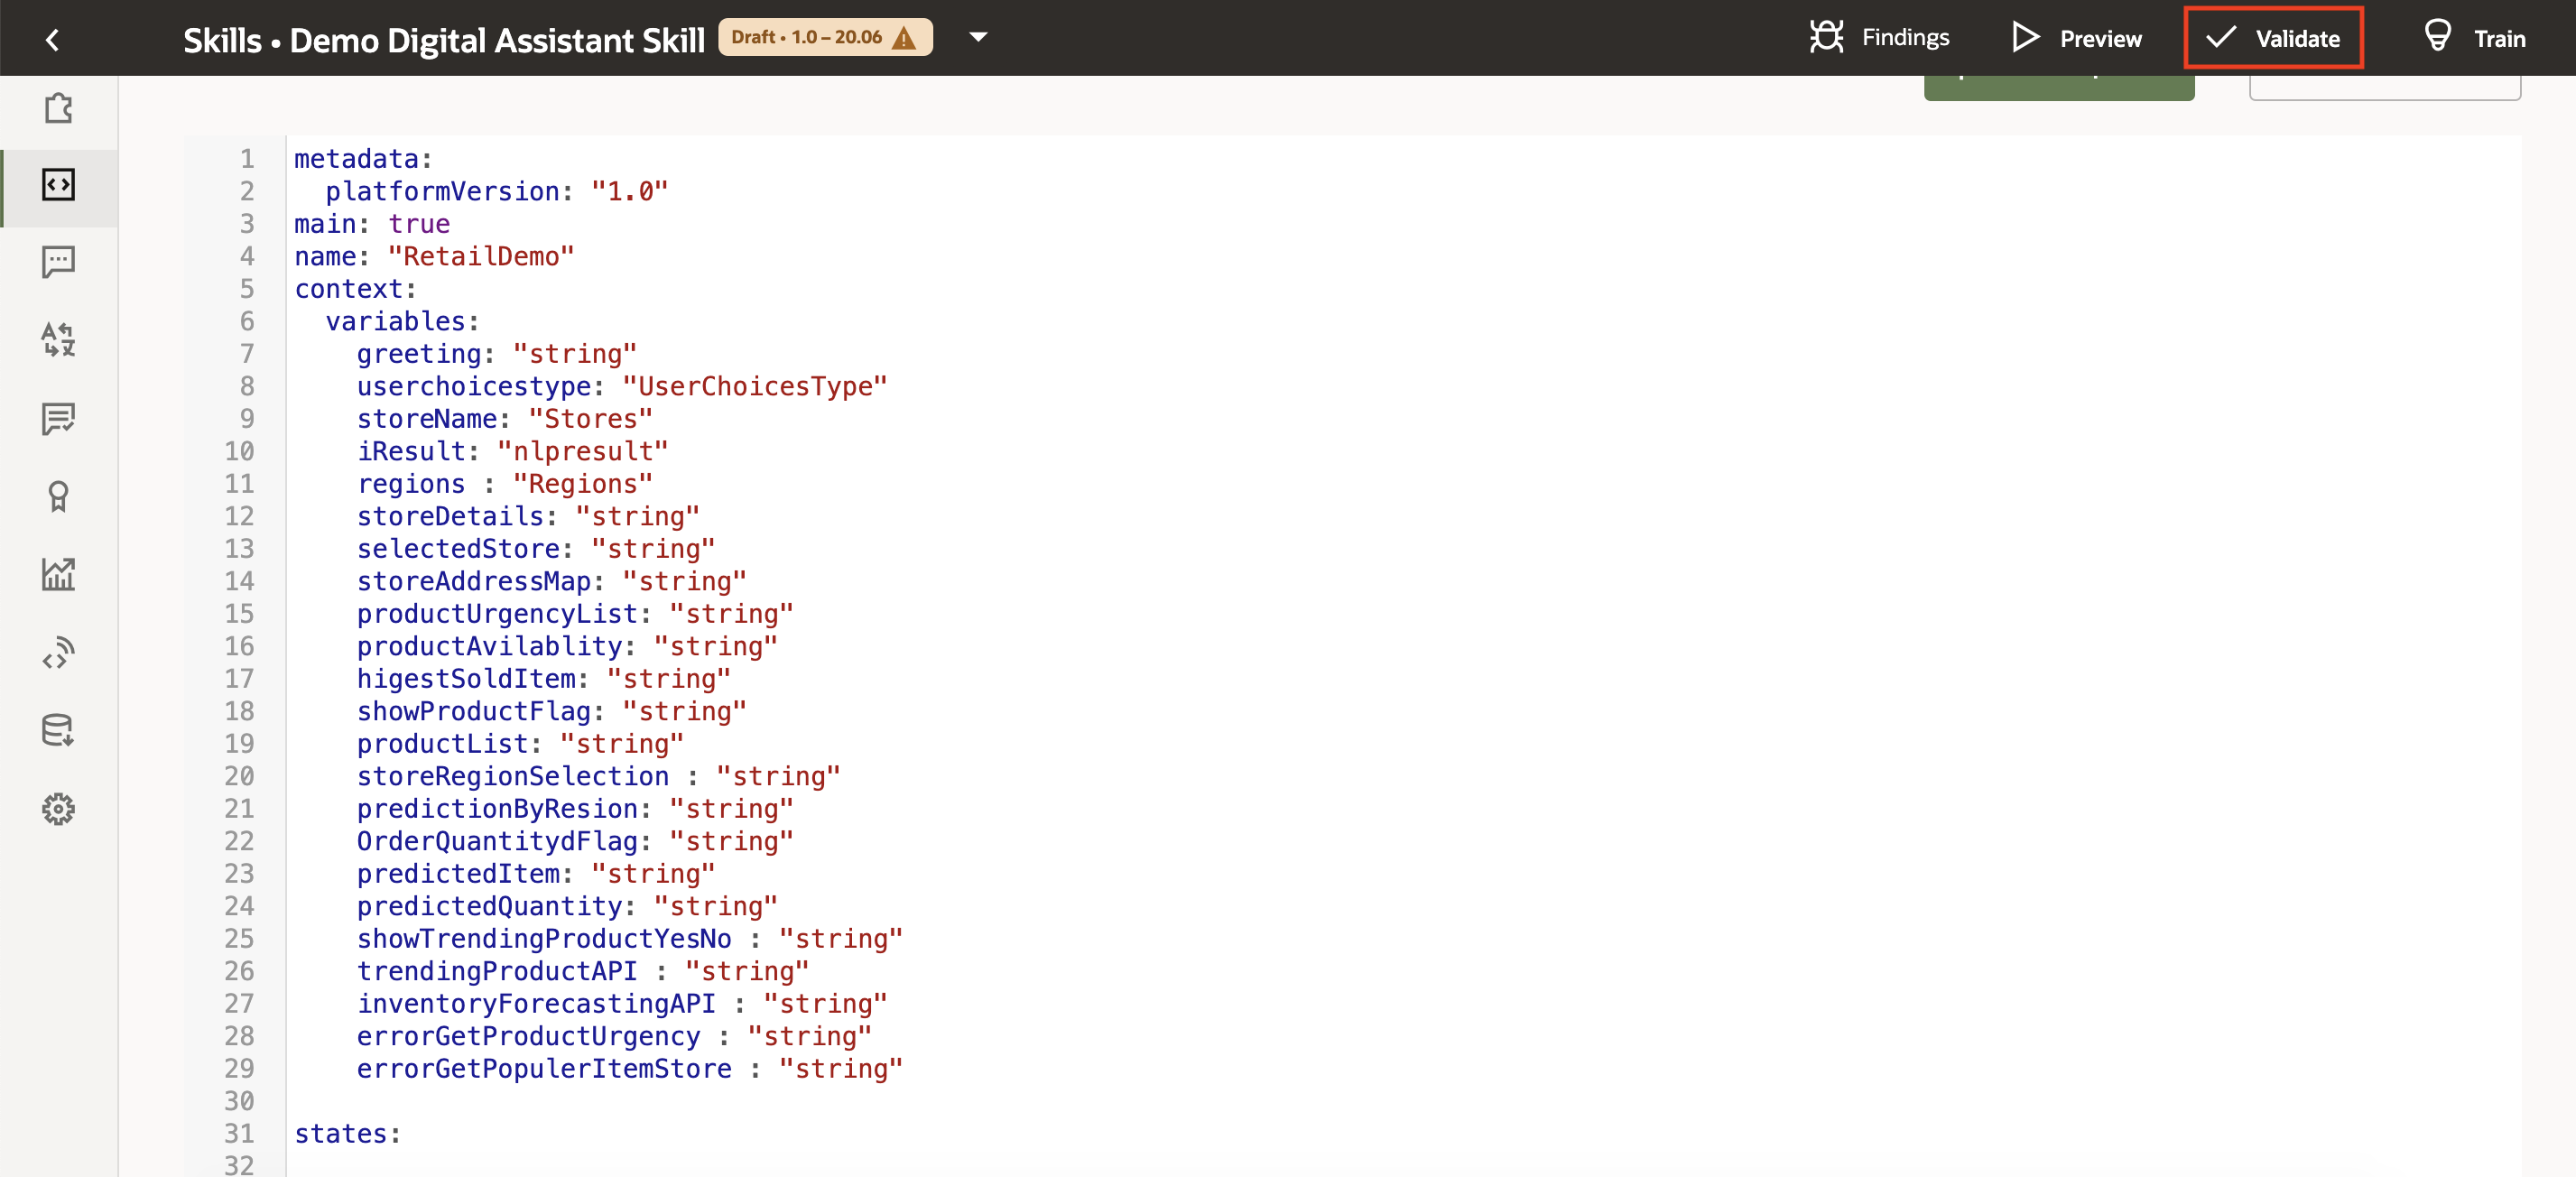 Skills • Demo Digital Assistant Skill Draft • 1.0 – 20.06 Findings Preview Validate Train
1 metadata:
2 platformVersion: "1.0"
3 main: true
4 name: "RetailDemo"
5 context:
6 variables:
7 greeting: "string"
8 userchoicestype: "UserChoicesType"
9 storeName: "Stores"
10 iResult: "nlpresult"
11 regions : "Regions"
12 storeDetails: "string"
13 selectedStore: "string"
14 storeAddressMap: "string"
15 productUrgencyList: "string"
16 productAvilablity: "string"
17 higestSoldItem: "string"
18 showProductFlag: "string"
19 productList: "string"
20 storeRegionSelection : "string"
21 predictionByResion: "string"
22 OrderQuantitydFlag: "string"
23 predictedItem: "string"
24 predictedQuantity: "string"
25 showTrendingProductYesNo : "string"
26 trendingProductAPI : "string"
27 inventoryForecastingAPI : "string"
28 errorGetProductUrgency : "string"
29 errorGetPopulerItemStore : "string"
30
31 states:
32